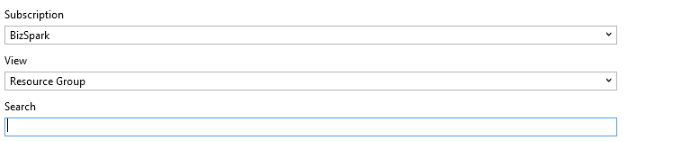 Subscription
BizSpark
View
Resource Group
Search